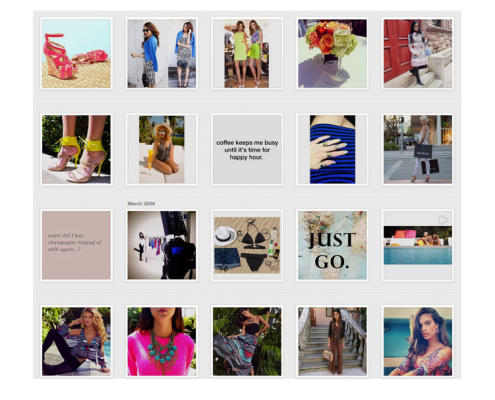 coffee keeps me busy
until it's time for
happy hour.
March 2014
oops! did I buy
champagne instead of
milk again...?
JUST
GO.